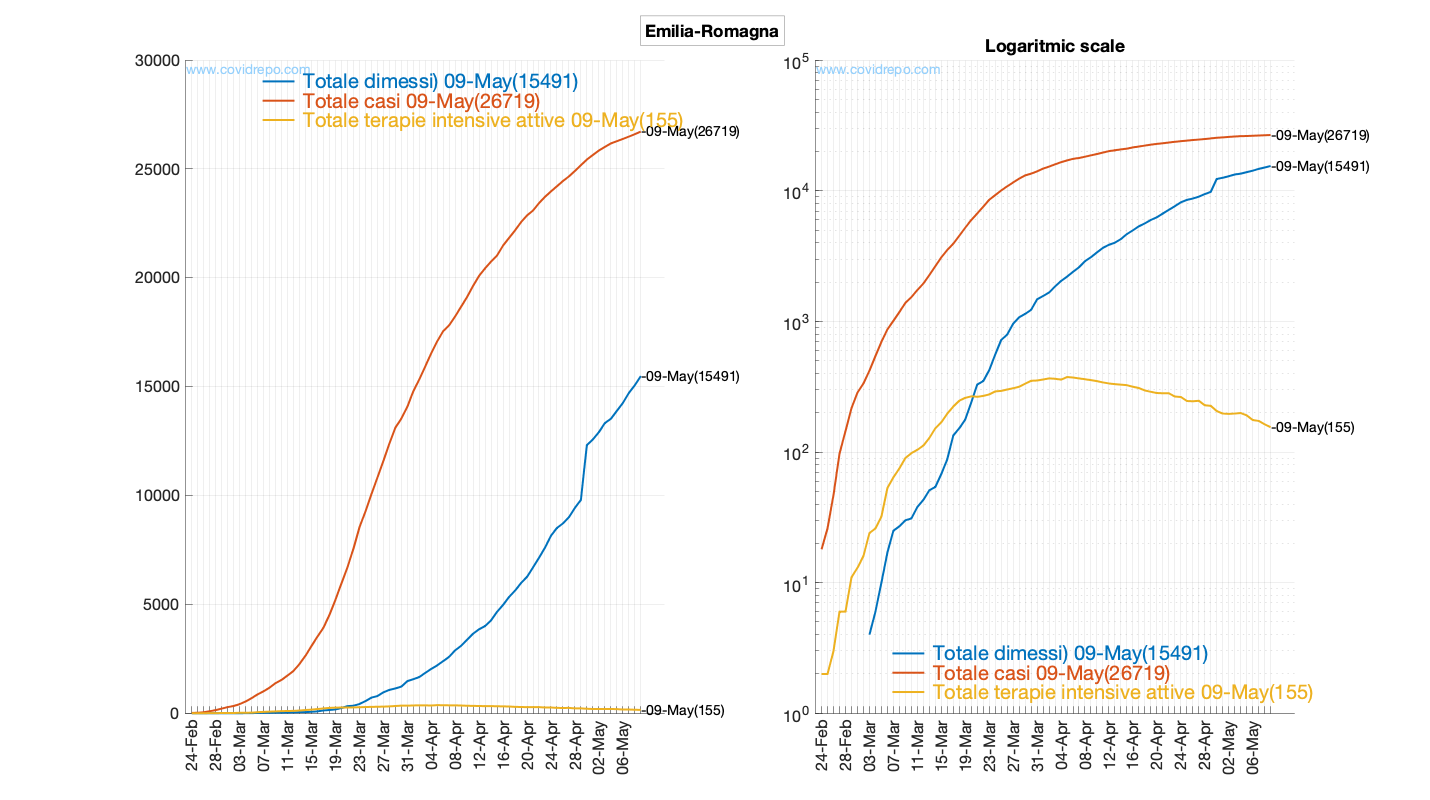 Emilia-Romagna
30000
25000
20000
15000
10000
5000
0
www.covidrepo.com
Totale dimessi) 09-May(15491)
Totale casi 09-May(26719)
Totale terapie intensive attive 09-May(155)
-09-May(26719)
-09-May(15491)
-09-May(155)
24-Feb
28-Feb
03-Mar
07-Mar
11-Mar
15-Mar
19-Mar
23-Mar
27-Mar
31-Mar
04-Apr
08-Apr
12-Apr
16-Apr
20-Apr
24-Apr
28-Apr
02-May
06-May
Logaritmic scale
10^5
10^4
10^3
10^2
10^1
10^0
www.covidrepo.com
-09-May(26719)
-09-May(15491)
-09-May(155)
Totale dimessi) 09-May(15491)
Totale casi 09-May(26719)
Totale terapie intensive attive 09-May(155)
24-Feb
28-Feb
03-Mar
07-Mar
11-Mar
15-Mar
19-Mar
23-Mar
27-Mar
31-Mar
04-Apr
08-Apr
12-Apr
16-Apr
20-Apr
24-Apr
28-Apr
02-May
06-May